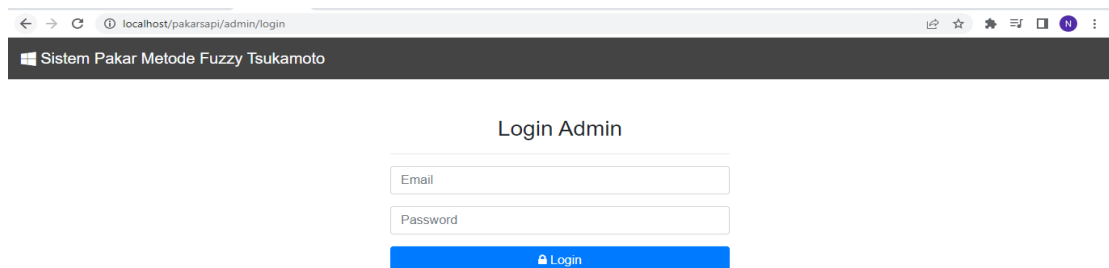 localhost/pakarsapi/admin/login
N
Sistem Pakar Metode Fuzzy Tsukamoto
Login Admin
Email
Password
Login